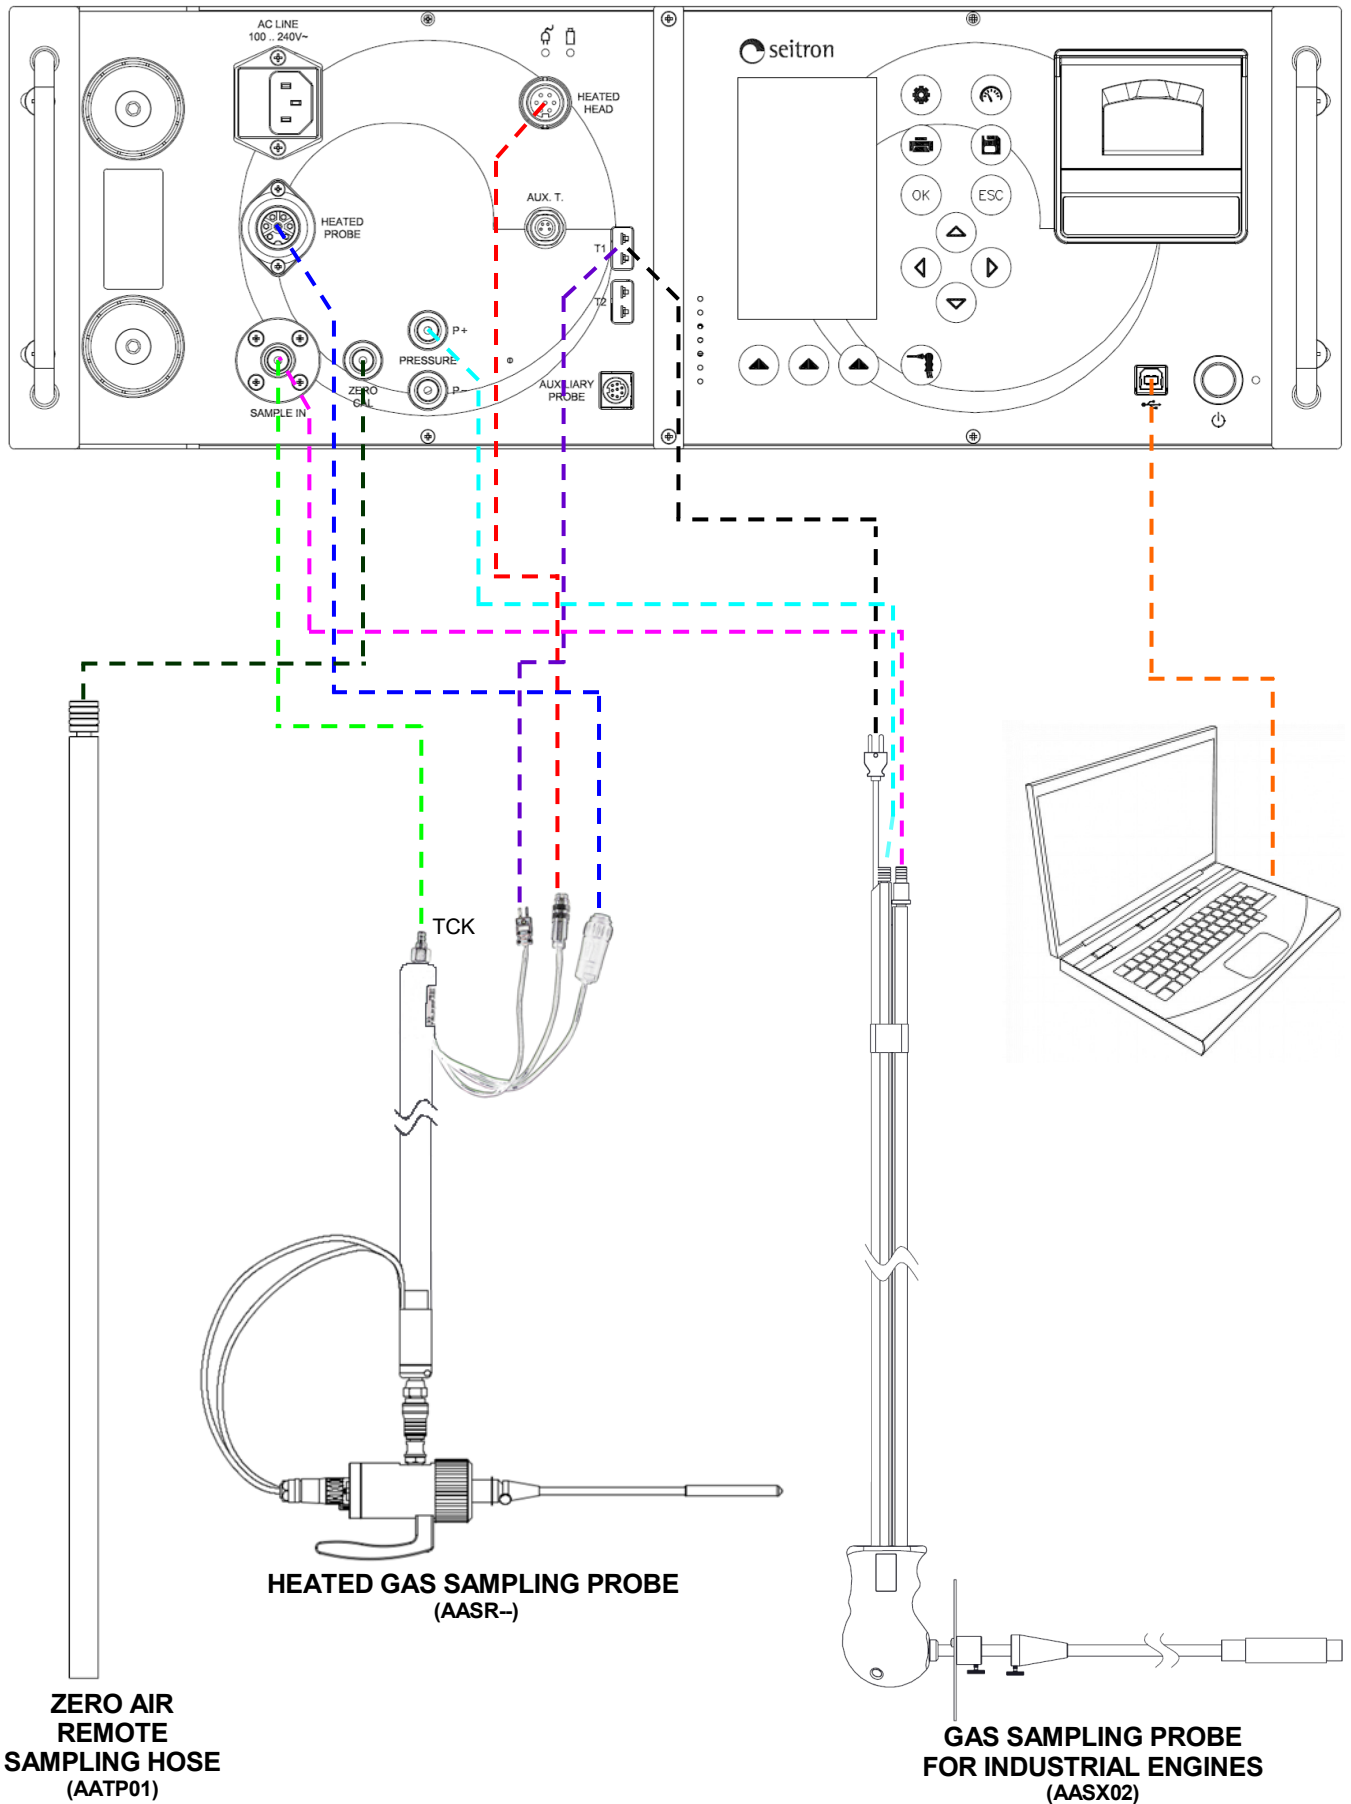 AC LINE
100 .. 240V~
HEATED
HEAD
seitron
OK
ESC
AUX. T.
HEATED
PROBE
T1
T2
P+
PRESSURE
P-
ZERO
CAL
AUXILIARY
PROBE
SAMPLE IN
TCK
HEATED GAS SAMPLING PROBE
(AASR--)
ZERO AIR
REMOTE
SAMPLING HOSE
(AATP01)
GAS SAMPLING PROBE
FOR INDUSTRIAL ENGINES
(AASX02)